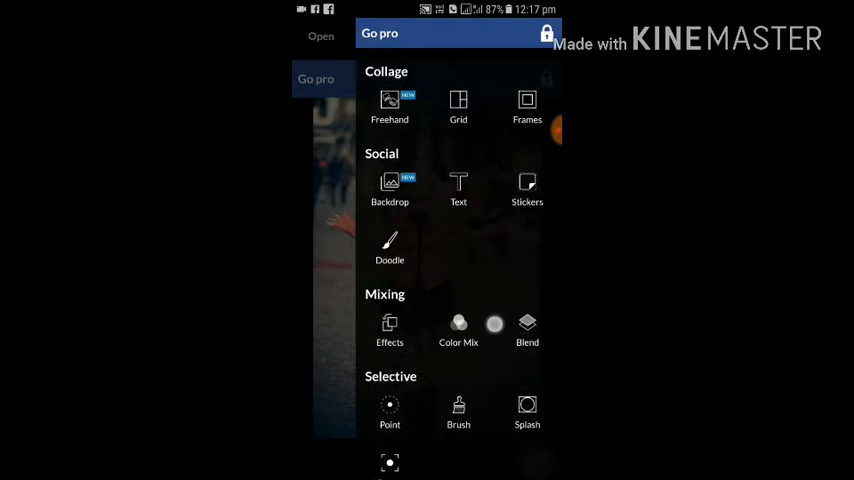 87% 12:17 pm
Open
Go pro
Go pro
Made with KINEMASTER
Collage
Freehand NEW
Grid
Frames
Social
Backdrop NEW
Text
Stickers
Doodle
Mixing
Effects
Color Mix
Blend
Selective
Point
Brush
Splash